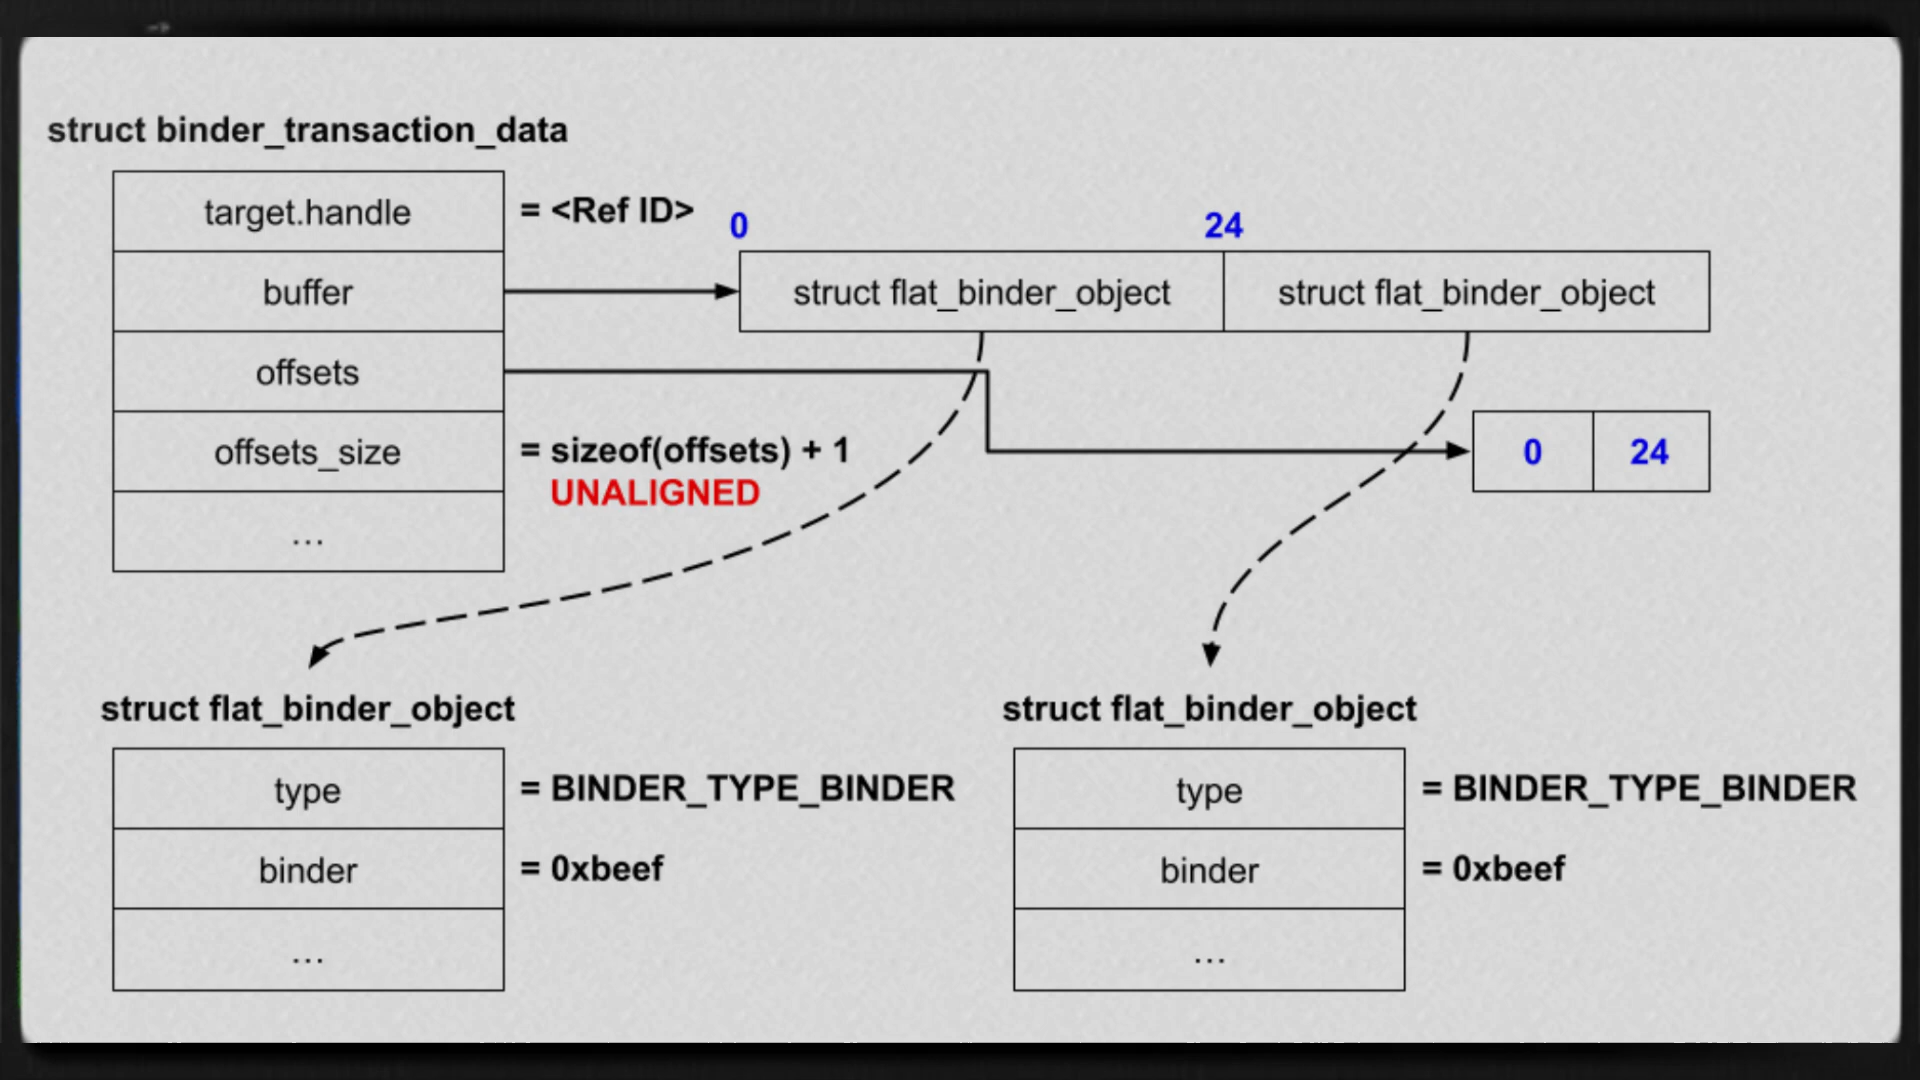 struct binder_transaction_data
target.handle
= <Ref ID>
0
24
buffer
struct flat_binder_object
struct flat_binder_object
offsets
offsets_size
= sizeof(offsets) + 1
UNALIGNED
0
24
...
struct flat_binder_object
type
= BINDER_TYPE_BINDER
binder
= 0xbeef
...
struct flat_binder_object
type
= BINDER_TYPE_BINDER
binder
= 0xbeef
...